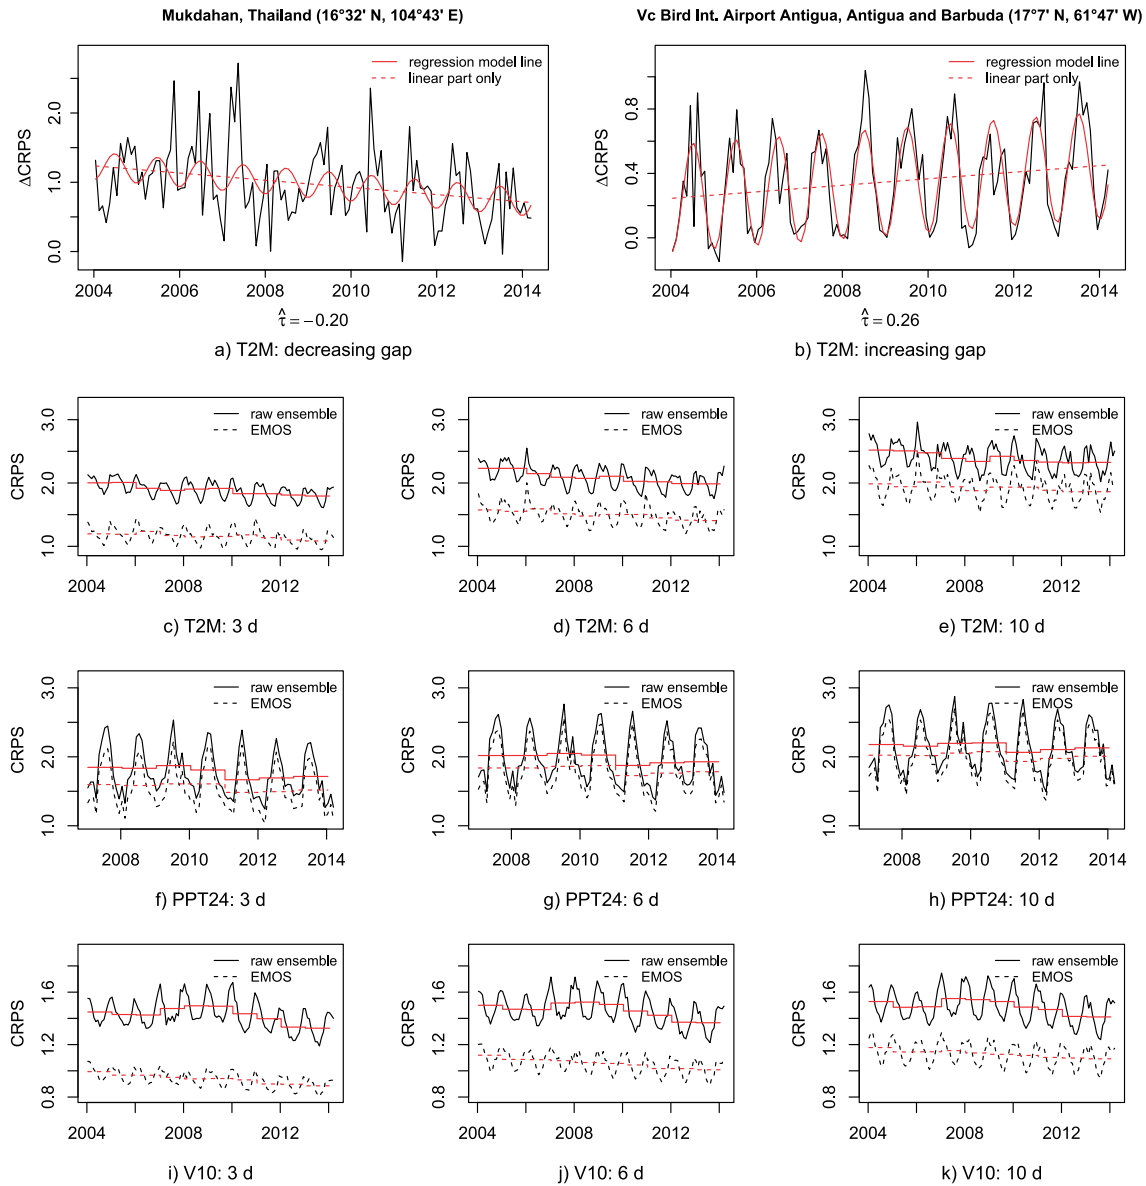 Mukdahan, Thailand (16°32' N, 104°43' E)
Vc Bird Int. Airport Antigua, Antigua and Barbuda (17°7' N, 61°47' W)
regression model line
linear part only
ΔCRPS
0.0 1.0 2.0
2004 2006 2008 2010 2012 2014
τ̂ = −0.20
a) T2M: decreasing gap
regression model line
linear part only
ΔCRPS
0.0 0.4 0.8
2004 2006 2008 2010 2012 2014
τ̂ = 0.26
b) T2M: increasing gap
raw ensemble
EMOS
CRPS
1.0 2.0 3.0
2004 2006 2008 2010 2012
c) T2M: 3 d
raw ensemble
EMOS
CRPS
1.0 2.0 3.0
2004 2008 2012
d) T2M: 6 d
raw ensemble
EMOS
CRPS
1.0 2.0 3.0
2004 2008 2012
e) T2M: 10 d
raw ensemble
EMOS
CRPS
1.0 2.0 3.0
2008 2010 2012 2014
f) PPT24: 3 d
raw ensemble
EMOS
CRPS
1.0 2.0 3.0
2008 2010 2012 2014
g) PPT24: 6 d
raw ensemble
EMOS
CRPS
1.0 2.0 3.0
2008 2010 2012 2014
h) PPT24: 10 d
raw ensemble
EMOS
CRPS
0.8 1.2 1.6
2004 2008 2012
i) V10: 3 d
raw ensemble
EMOS
CRPS
0.8 1.2 1.6
2004 2008 2012
j) V10: 6 d
raw ensemble
EMOS
CRPS
0.8 1.2 1.6
2004 2008 2012
k) V10: 10 d